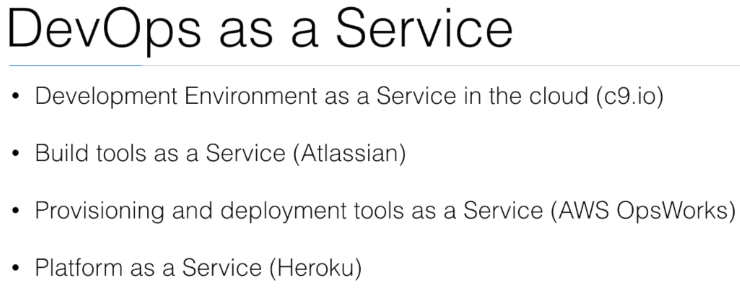 DevOps as a Service
• Development Environment as a Service in the cloud (c9.io)
• Build tools as a Service (Atlassian)
• Provisioning and deployment tools as a Service (AWS OpsWorks)
• Platform as a Service (Heroku)